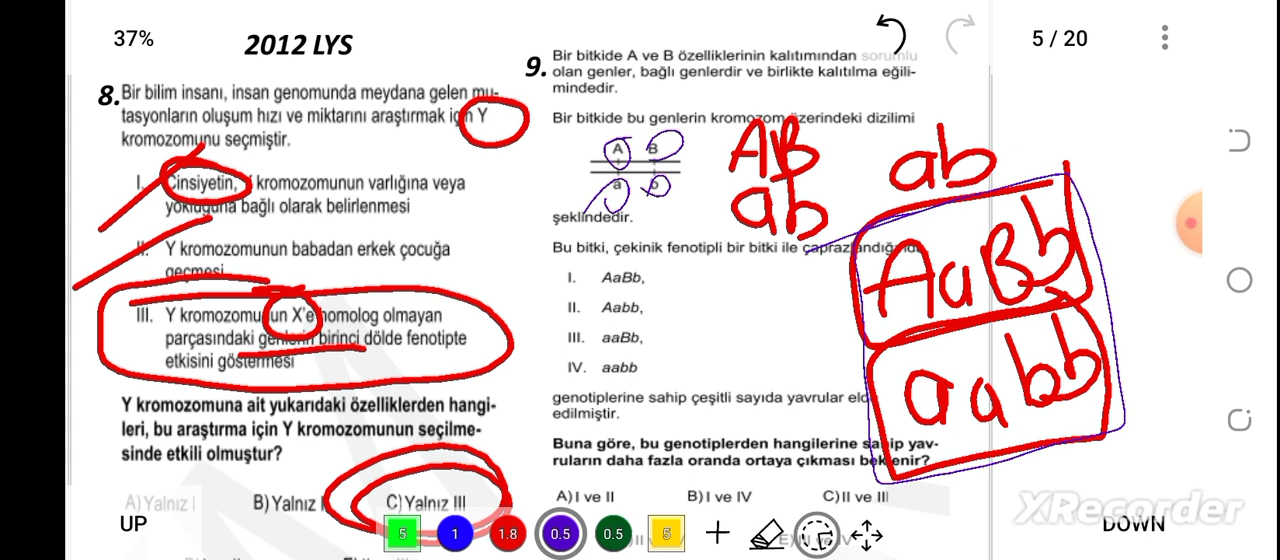 37%
2012 LYS
5 / 20
8. Bir bilim insanı, insan genomunda meydana gelen mu-
tasyonların oluşum hızı ve miktarını araştırmak için Y
kromozomunu seçmiştir.
I. Cinsiyetin, Y kromozomunun varlığına veya
yokluğuna bağlı olarak belirlenmesi
II. Y kromozomunun babadan erkek çocuğa
geçmesi
III. Y kromozomunun X'e homolog olmayan
parçasındaki genlerin birinci dölde fenotipte
etkisini göstermesi
Y kromozomuna ait yukarıdaki özelliklerden hangi-
leri, bu araştırma için Y kromozomunun seçilme-
sinde etkili olmuştur?
A) Yalnız I
B) Yalnız
C) Yalnız III
9. Bir bitkide A ve B özelliklerinin kalıtımından sorumlu
olan genler, bağlı genlerdir ve birlikte kalıtılma eğili-
mindedir.
Bir bitkide bu genlerin kromozom üzerindeki dizilimi
A B
a b
şeklindedir.
AB
ab
ab
Bu bitki, çekinik fenotipli bir bitki ile çaprazlandığında
I. AaBb,
II. Aabb,
III. aaBb,
IV. aabb
AaBb
aabb
genotiplerine sahip çeşitli sayıda yavrular elde
edilmiştir.
Buna göre, bu genotiplerden hangilerine sahip yav-
ruların daha fazla oranda ortaya çıkması beklenir?
A) I ve II
B) I ve IV
C) II ve III
UP
5
1
1.8
0.5
0.5
5
DOWN
XRecorder